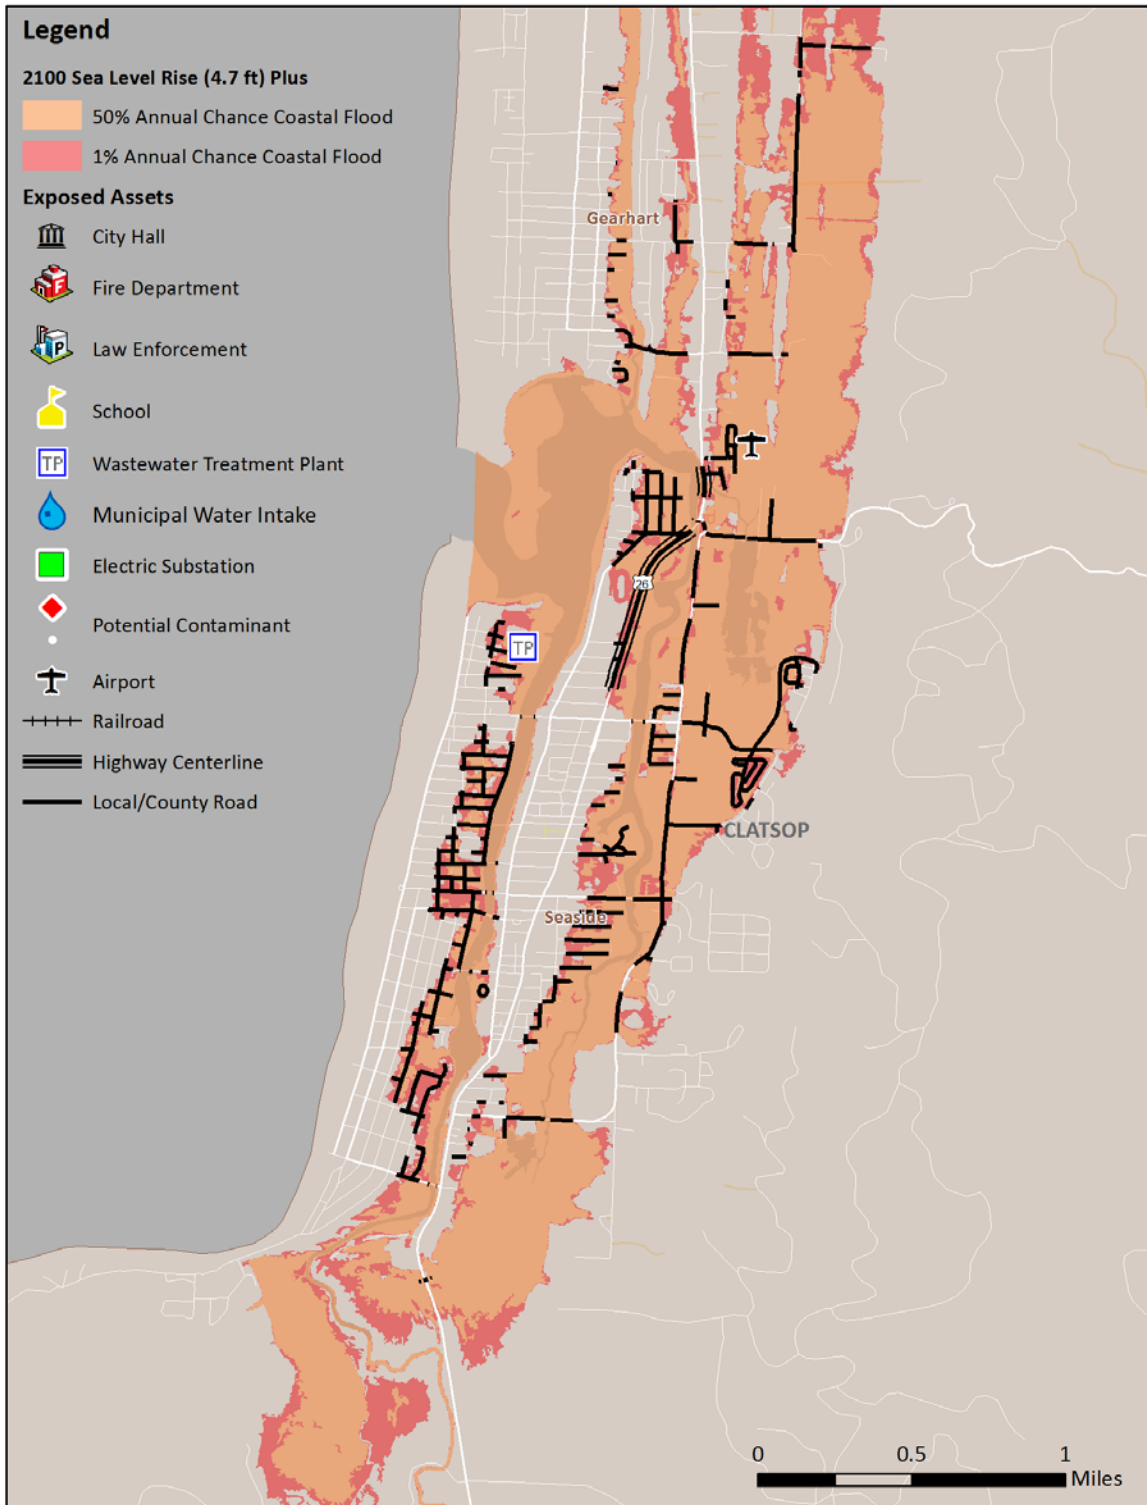 Legend
2100 Sea Level Rise (4.7 ft) Plus
50% Annual Chance Coastal Flood
1% Annual Chance Coastal Flood
Exposed Assets
City Hall
F
Fire Department
P
Law Enforcement
School
TP
Wastewater Treatment Plant
Municipal Water Intake
Electric Substation
Potential Contaminant
Airport
Railroad
Highway Centerline
Local/County Road
Gearhart
26
TP
CLATSOP
Seaside
0 0.5 1
Miles